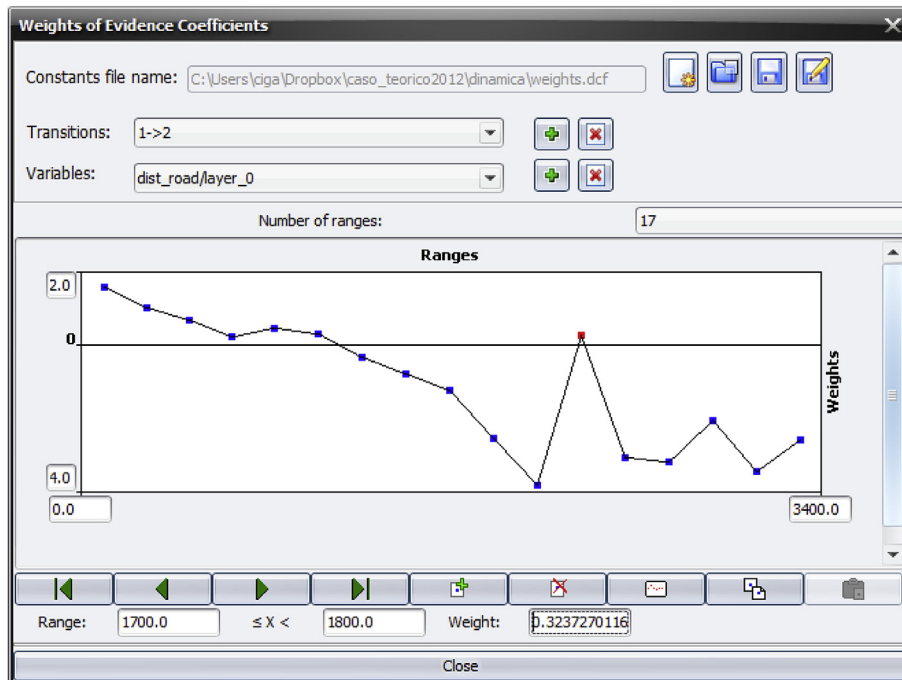 Weights of Evidence Coefficients
Constants file name: C:\Users\ciga\Dropbox\caso_teorico2012\dinamica\weights.dcf
Transitions: 1->2
Variables: dist_road/layer_0
Number of ranges: 17
Ranges
2.0
0
Weights
4.0
0.0 3400.0
Range: 1700.0 ≤ X < 1800.0 Weight: 0.3237270116
Close